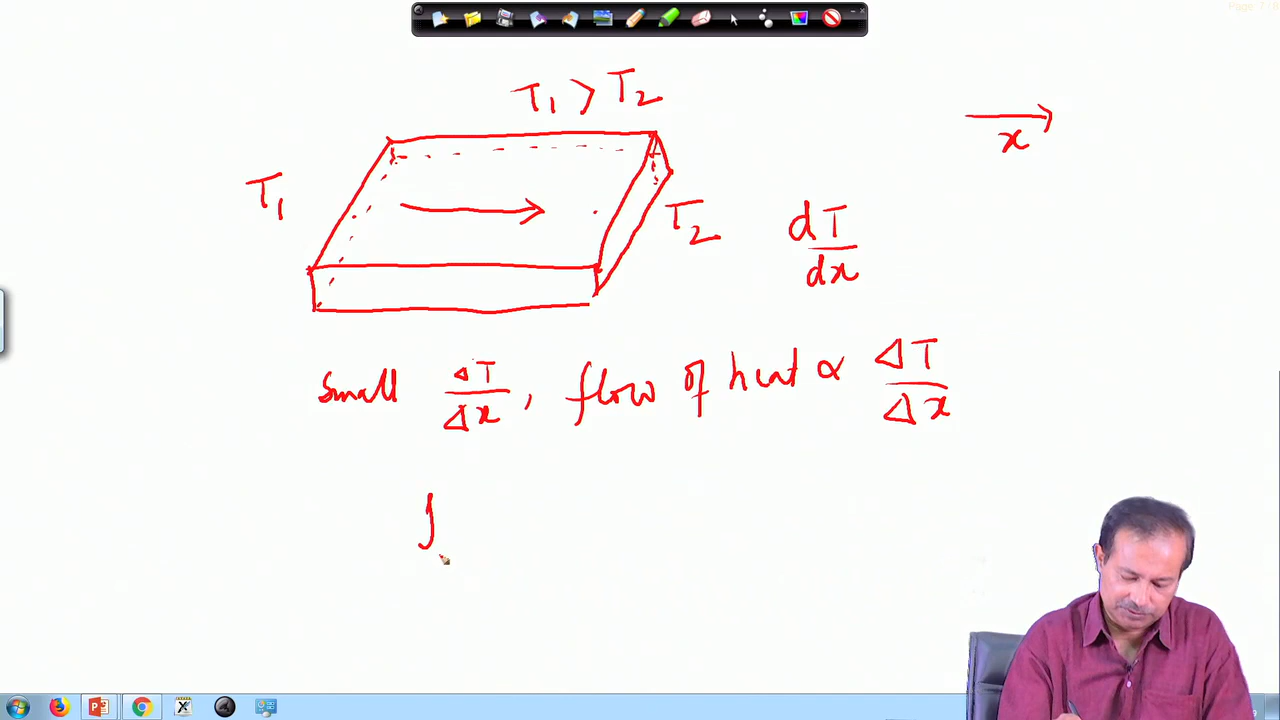 T₁ > T₂
x
T₁
T₂
dT/dx
Small ΔT/Δx, flow of heat ∝ ΔT/Δx
J